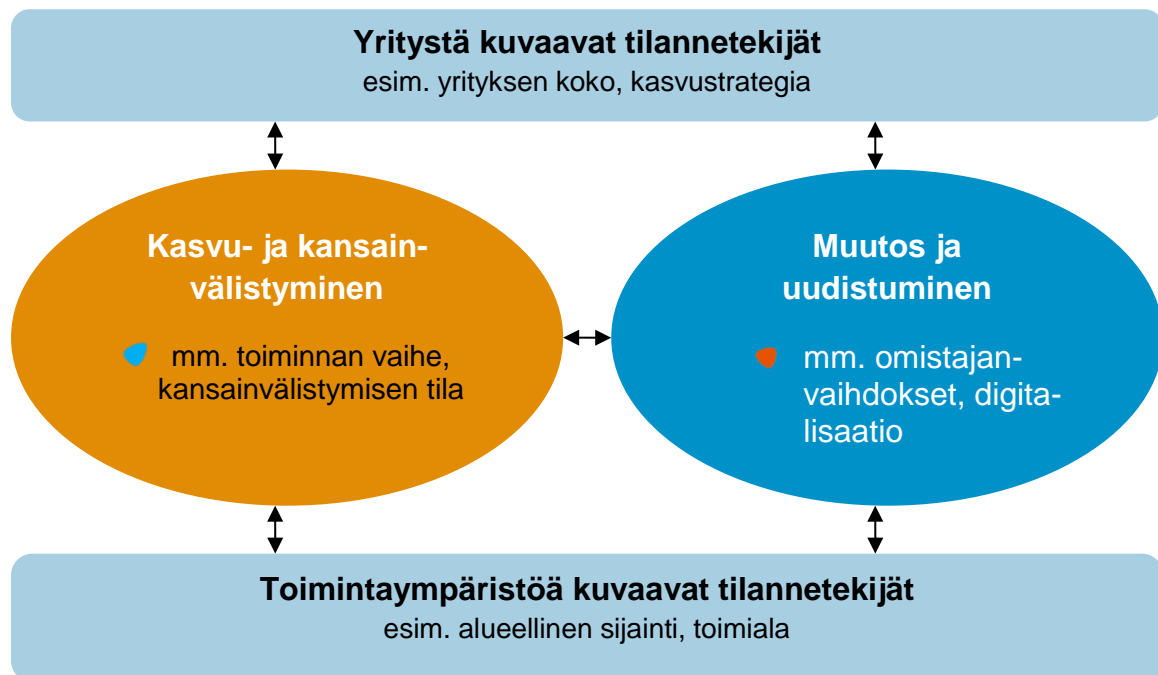 Yritystä kuvaavat tilannetekijät
esim. yrityksen koko, kasvustrategia
Kasvu- ja kansain-
välistyminen
mm. toiminnan vaihe,
kansainvälistymisen tila
Muutos ja
uudistuminen
mm. omistajan-
vaihdokset, digita-
lisaatio
Toimintaympäristöä kuvaavat tilannetekijät
esim. alueellinen sijainti, toimiala